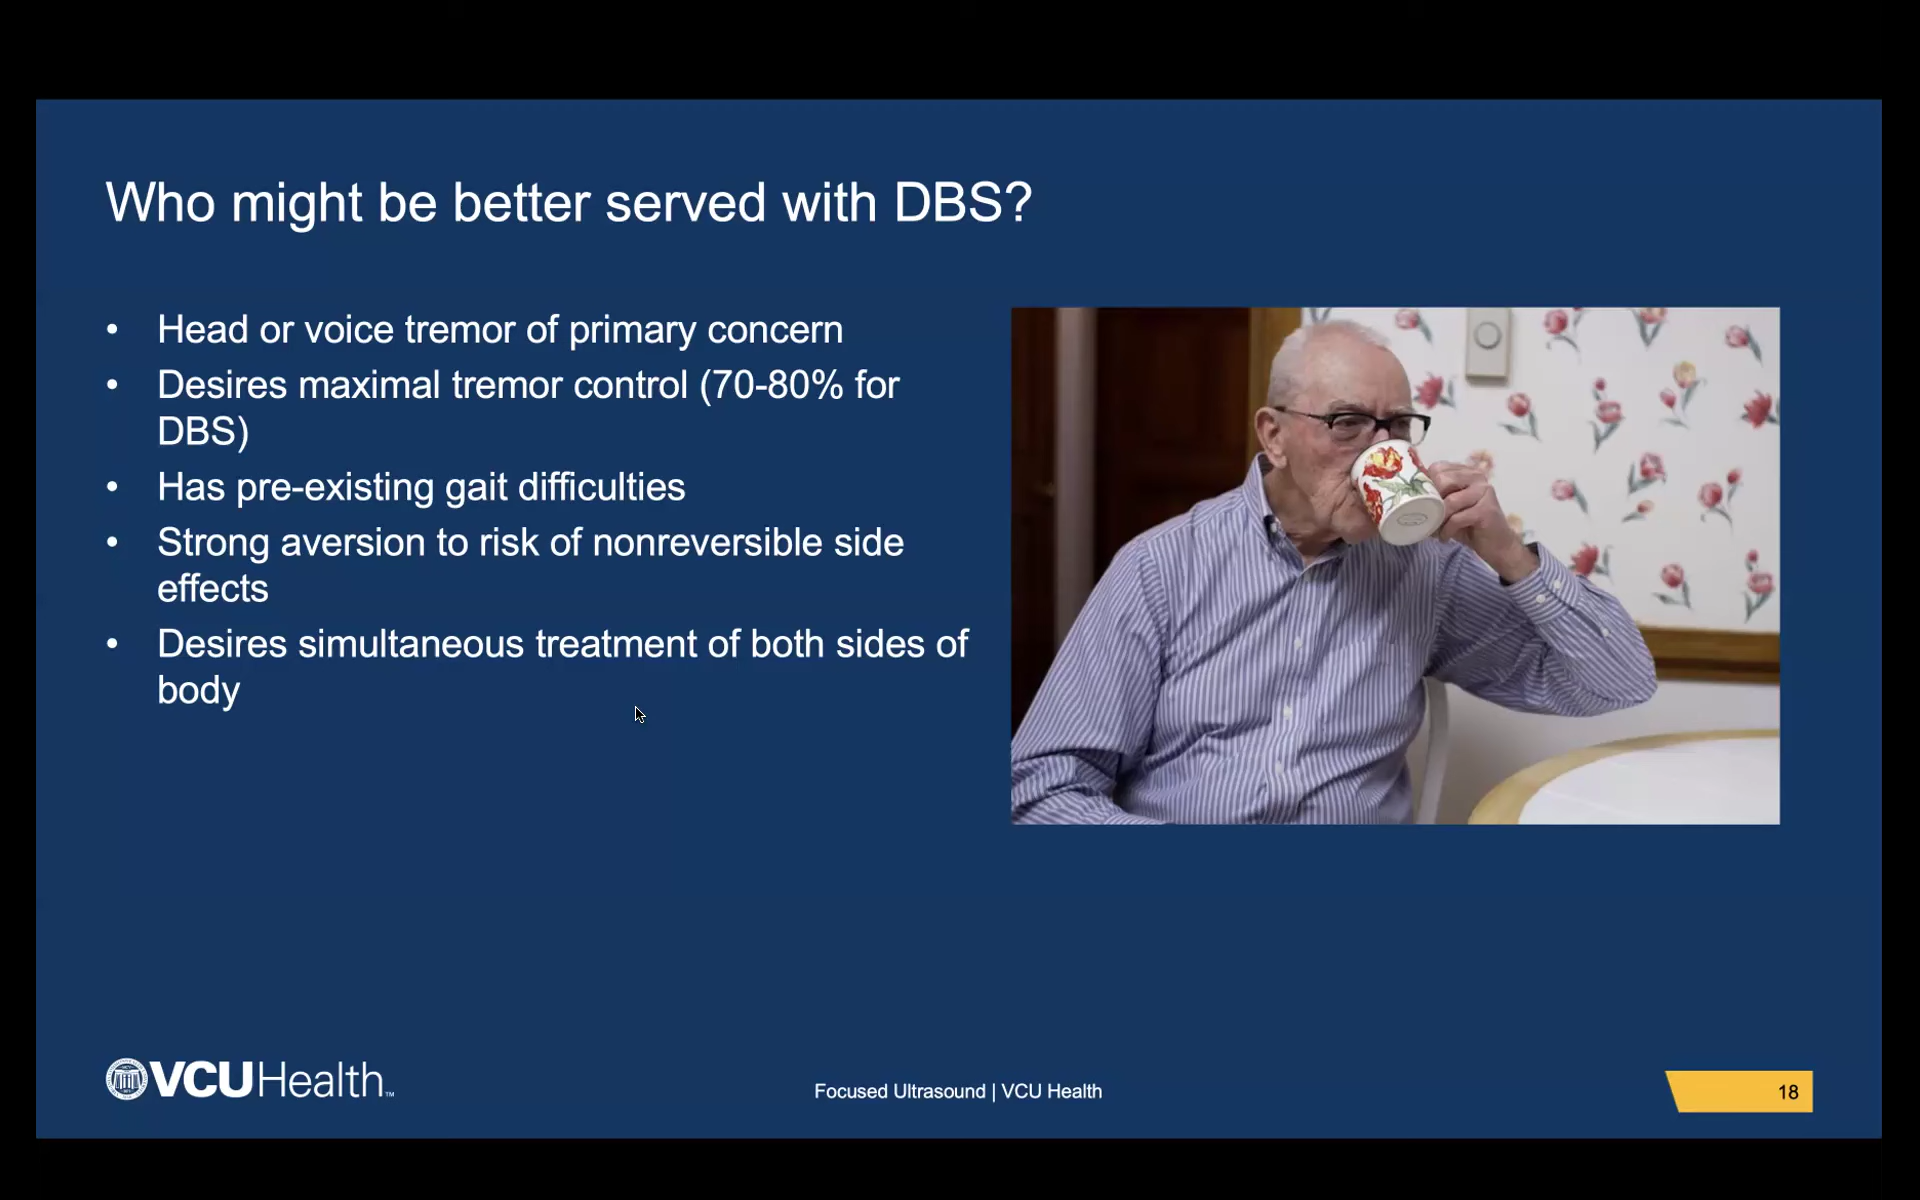 Who might be better served with DBS?
• Head or voice tremor of primary concern
• Desires maximal tremor control (70-80% for
DBS)
• Has pre-existing gait difficulties
• Strong aversion to risk of nonreversible side
effects
• Desires simultaneous treatment of both sides of
body
VCUHealth™
Focused Ultrasound | VCU Health
18